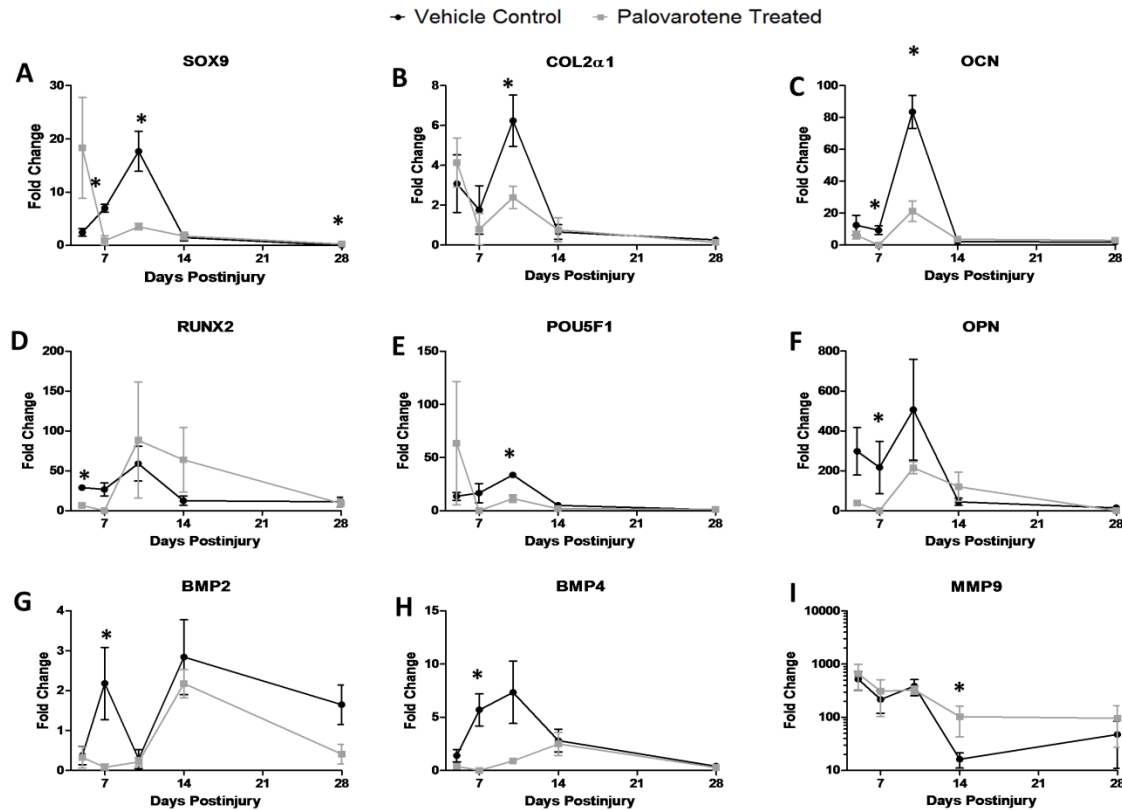 Vehicle Control Palovarotene Treated
A SOX9
Fold Change
30
20
10
0
* * *
7 14 21 28
Days Postinjury
B COL2α1
Fold Change
8
6
4
2
0
*
7 14 21 28
Days Postinjury
C OCN
Fold Change
100
80
60
40
20
0
* *
7 14 21 28
Days Postinjury
D RUNX2
Fold Change
200
150
100
50
0
*
7 14 21 28
Days Postinjury
E POU5F1
Fold Change
150
100
50
0
*
7 14 21 28
Days Postinjury
F OPN
Fold Change
800
600
400
200
0
*
7 14 21 28
Days Postinjury
G BMP2
Fold Change
4
3
2
1
0
*
7 14 21 28
Days Postinjury
H BMP4
Fold Change
15
10
5
0
*
7 14 21 28
Days Postinjury
I MMP9
Fold Change
10000
1000
100
10
*
7 14 21 28
Days Postinjury